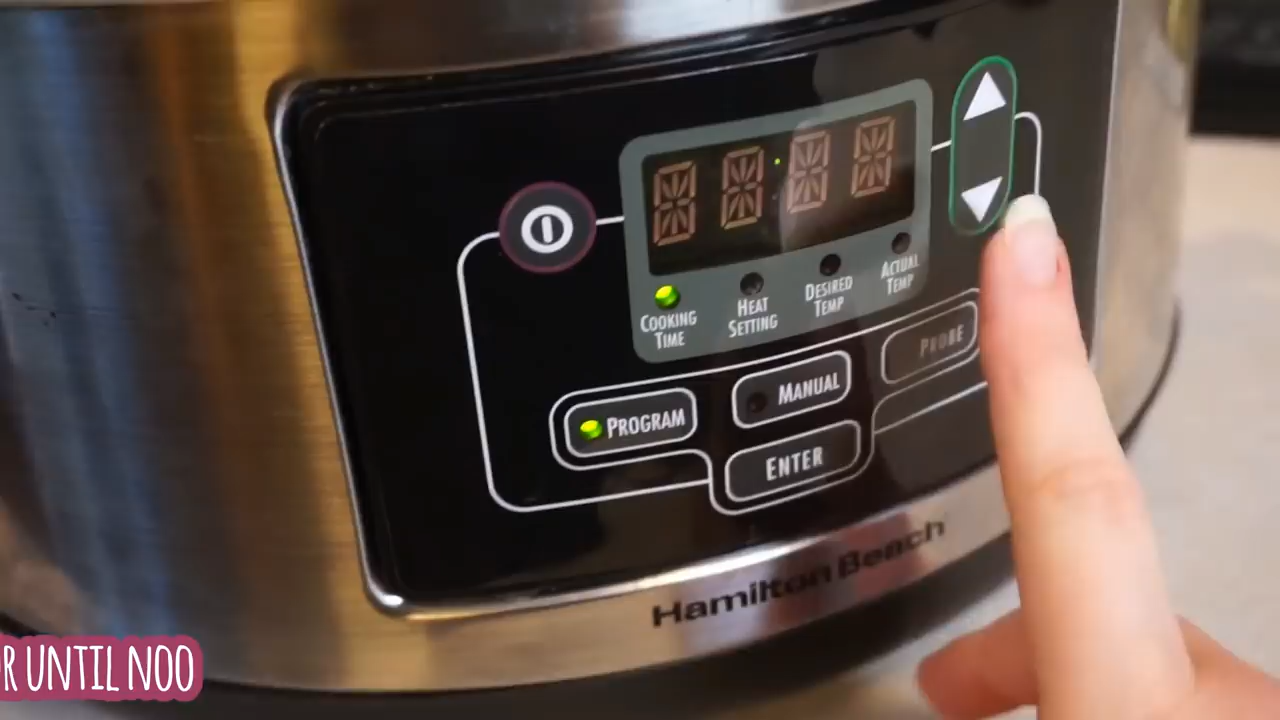 COOKING
TIME
HEAT
SETTING
DESIRED
TEMP
ACTUAL
TEMP
PROGRAM
MANUAL
PROBE
ENTER
Hamilton Beach
R UNTIL NOO